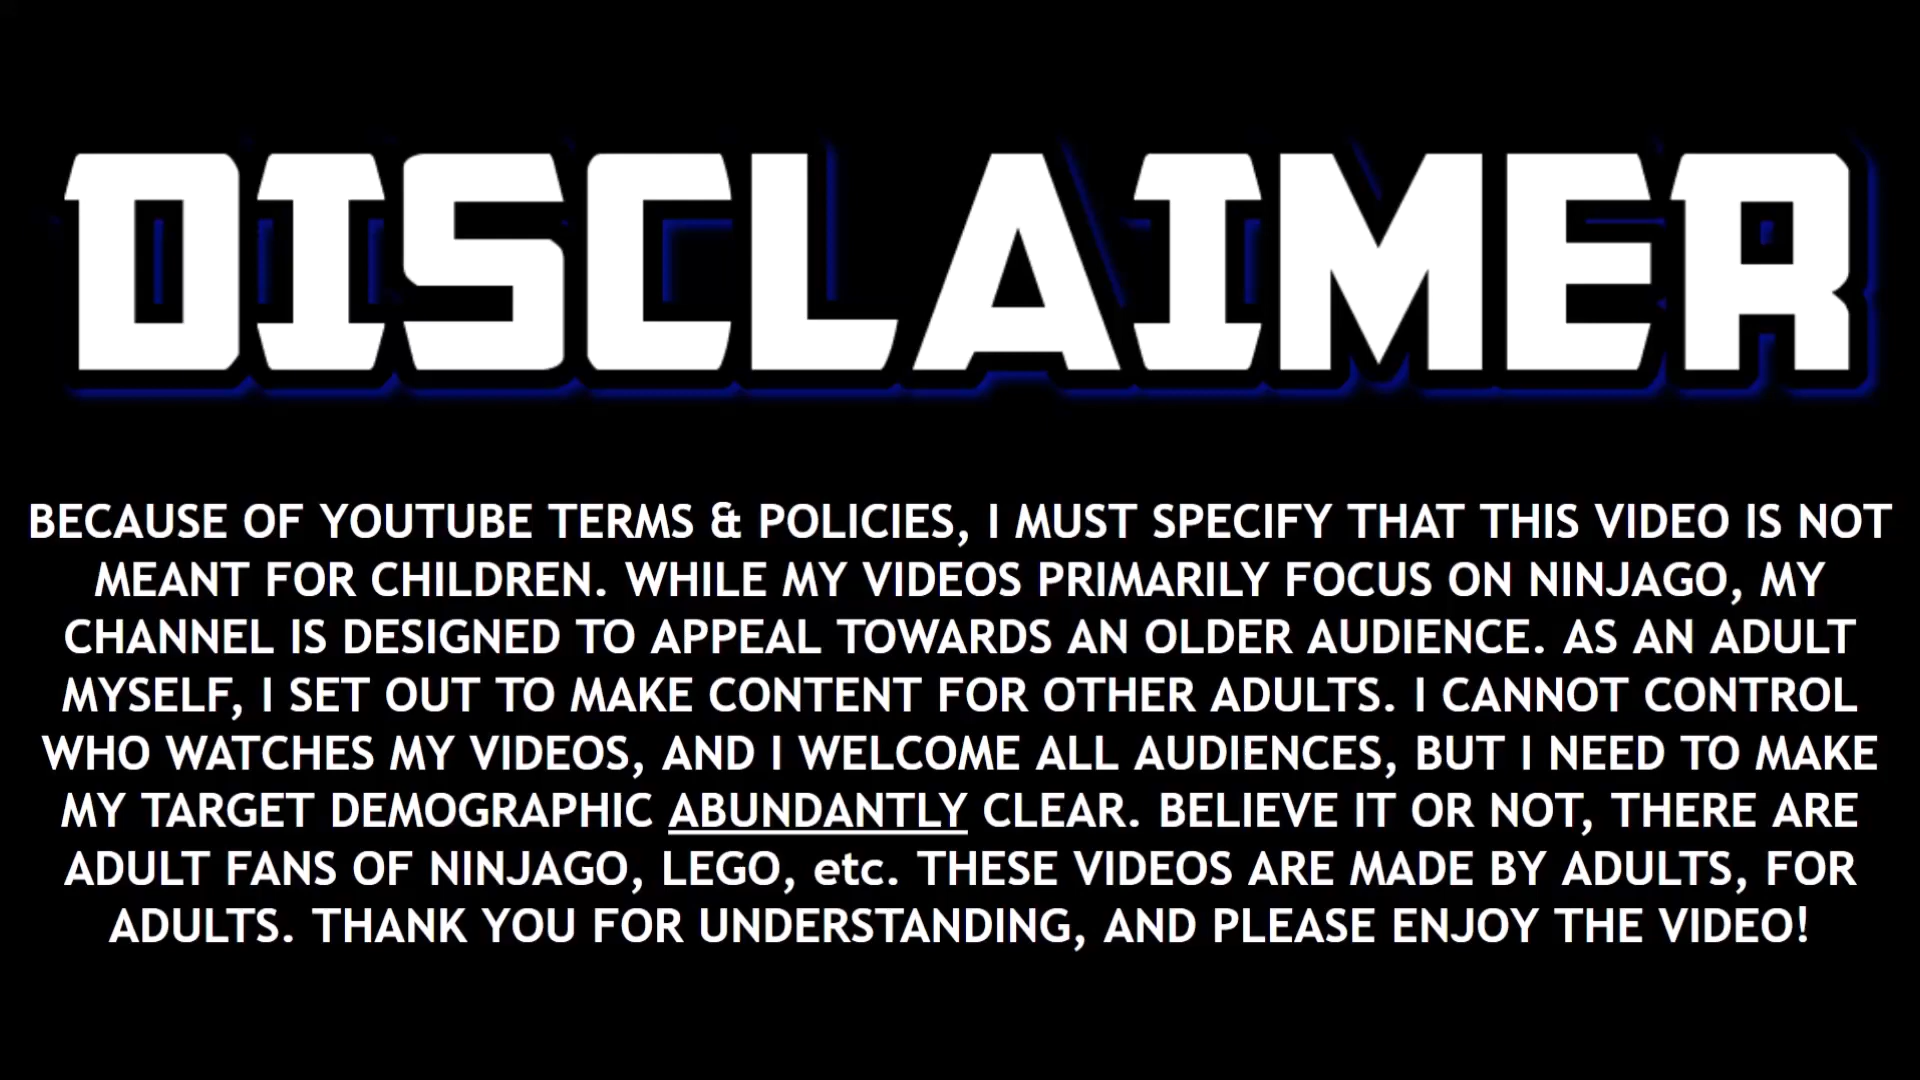 DISCLAIMER
BECAUSE OF YOUTUBE TERMS & POLICIES, I MUST SPECIFY THAT THIS VIDEO IS NOT
MEANT FOR CHILDREN. WHILE MY VIDEOS PRIMARILY FOCUS ON NINJAGO, MY
CHANNEL IS DESIGNED TO APPEAL TOWARDS AN OLDER AUDIENCE. AS AN ADULT
MYSELF, I SET OUT TO MAKE CONTENT FOR OTHER ADULTS. I CANNOT CONTROL
WHO WATCHES MY VIDEOS, AND I WELCOME ALL AUDIENCES, BUT I NEED TO MAKE
MY TARGET DEMOGRAPHIC ABUNDANTLY CLEAR. BELIEVE IT OR NOT, THERE ARE
ADULT FANS OF NINJAGO, LEGO, etc. THESE VIDEOS ARE MADE BY ADULTS, FOR
ADULTS. THANK YOU FOR UNDERSTANDING, AND PLEASE ENJOY THE VIDEO!